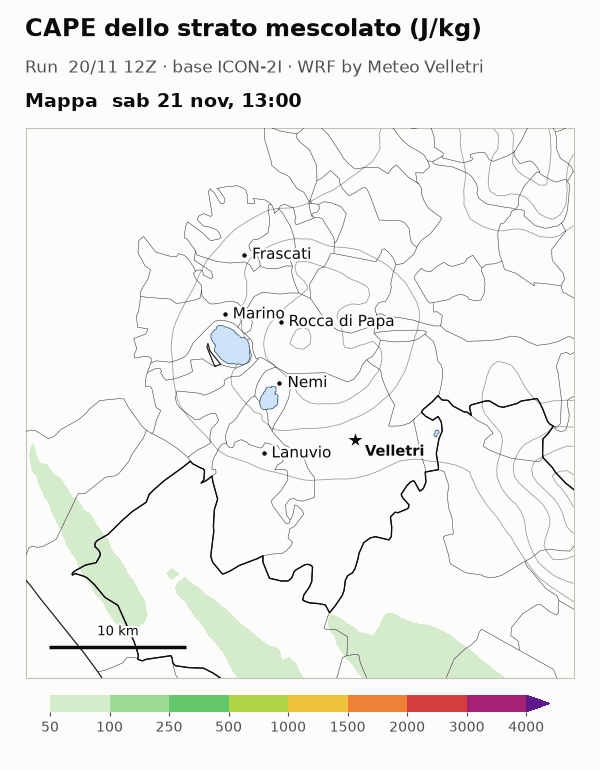 CAPE dello strato mescolato (J/kg)
Run  20/11 12Z · base ICON-2I · WRF by Meteo Velletri
Mappa  sab 21 nov, 13:00
Frascati
Marino
Rocca di Papa
Nemi
Velletri
Lanuvio
10 km
50 100 250 500 1000 1500 2000 3000 4000